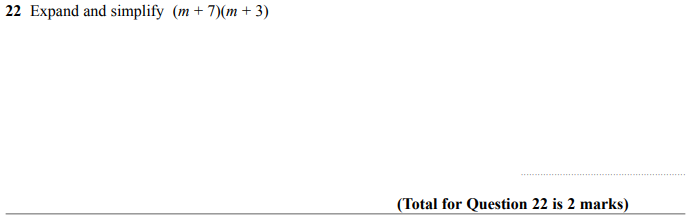 22 Expand and simplify (m + 7)(m + 3)
(Total for Question 22 is 2 marks)